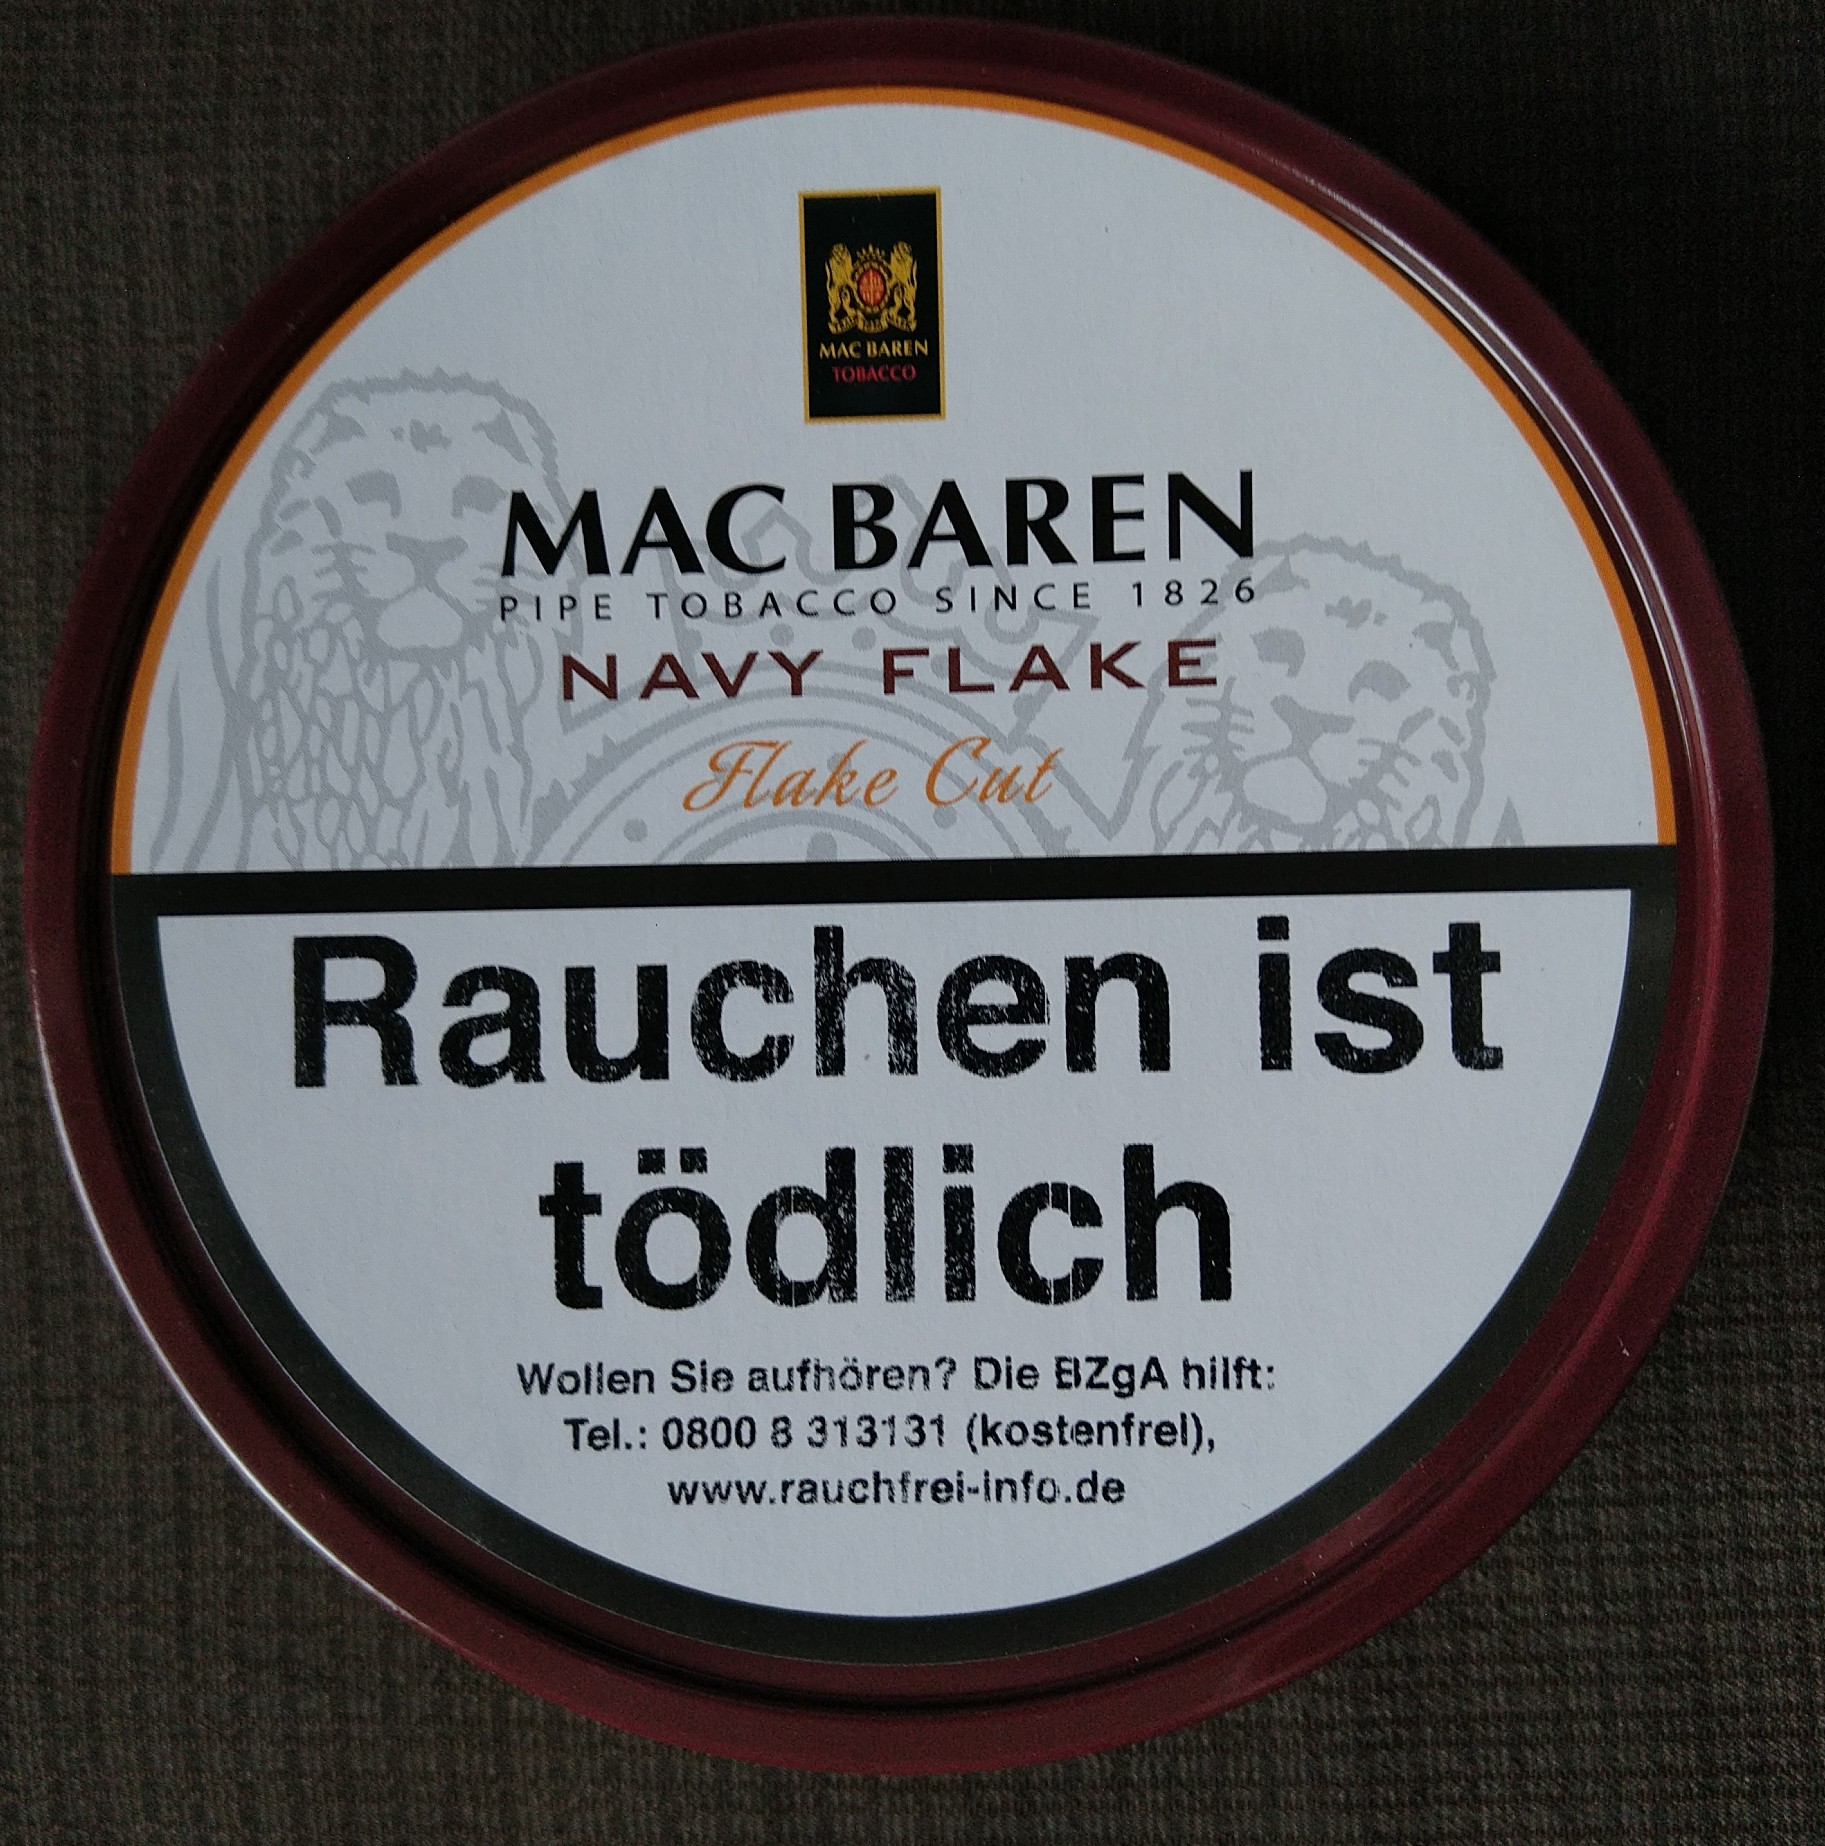 MAC BAREN
TOBACCO
MAC BAREN
PIPE TOBACCO SINCE 1826
NAVY FLAKE
Flake Cut
Rauchen ist
tödlich
Wollen Sie aufhören? Die BZgA hilft:
Tel.: 0800 8 313131 (kostenfrei),
www.rauchfrei-info.de